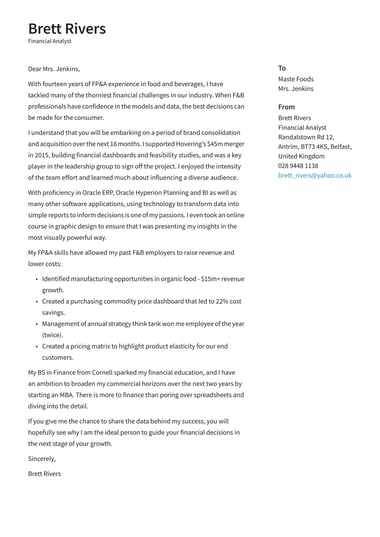 Brett Rivers
Financial Analyst
Dear Mrs. Jenkins,
With fourteen years of FP&A experience in food and beverages, I have
tackled many of the thorniest financial challenges in our industry. When F&B
professionals have confidence in the models and data, the best decisions can
be made for the consumer.
I understand that you will be embarking on a period of brand consolidation
and acquisition over the next 18 months. I supported Hovering's $45m merger
in 2015, building financial dashboards and feasibility studies, and was a key
player in the leadership group to sign off the project. I enjoyed the intensity
of the team effort and learned much about influencing a diverse audience.
With proficiency in Oracle ERP, Oracle Hyperion Planning and BI as well as
many other software applications, using technology to transform data into
simple reports to inform decisions is one of my passions. I even took an online
course in graphic design to ensure that I was presenting my insights in the
most visually powerful way.
My FP&A skills have allowed my past F&B employers to raise revenue and
lower costs:
• Identified manufacturing opportunities in organic food - $15m+ revenue
growth.
• Created a purchasing commodity price dashboard that led to 22% cost
savings.
• Management of annual strategy think tank won me employee of the year
(twice).
• Created a pricing matrix to highlight product elasticity for our end
customers.
My BS in Finance from Cornell sparked my financial education, and I have
an ambition to broaden my commercial horizons over the next two years by
starting an MBA. There is more to finance than poring over spreadsheets and
diving into the detail.
If you give me the chance to share the data behind my success, you will
hopefully see why I am the ideal person to guide your financial decisions in
the next stage of your growth.
Sincerely,
Brett Rivers
To
Maste Foods
Mrs. Jenkins
From
Brett Rivers
Financial Analyst
Randalstown Rd 12,
Antrim, BT73 4KS, Belfast,
United Kingdom
028 9448 1138
brett_rivers@yahoo.co.uk